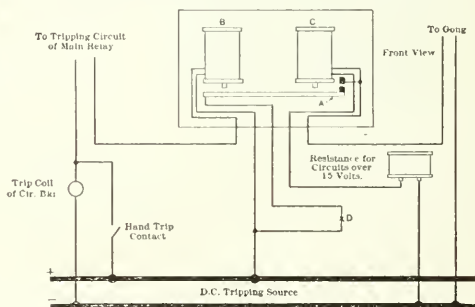 B
C
To Tripping Circuit
of Main Relay
To Gong
Front View
A
Resistance for
Circuits over
15 Volts.
Trip Coil
of Cir. Bkr
Hand Trip
Contact
D
+
D.C. Tripping Source
−